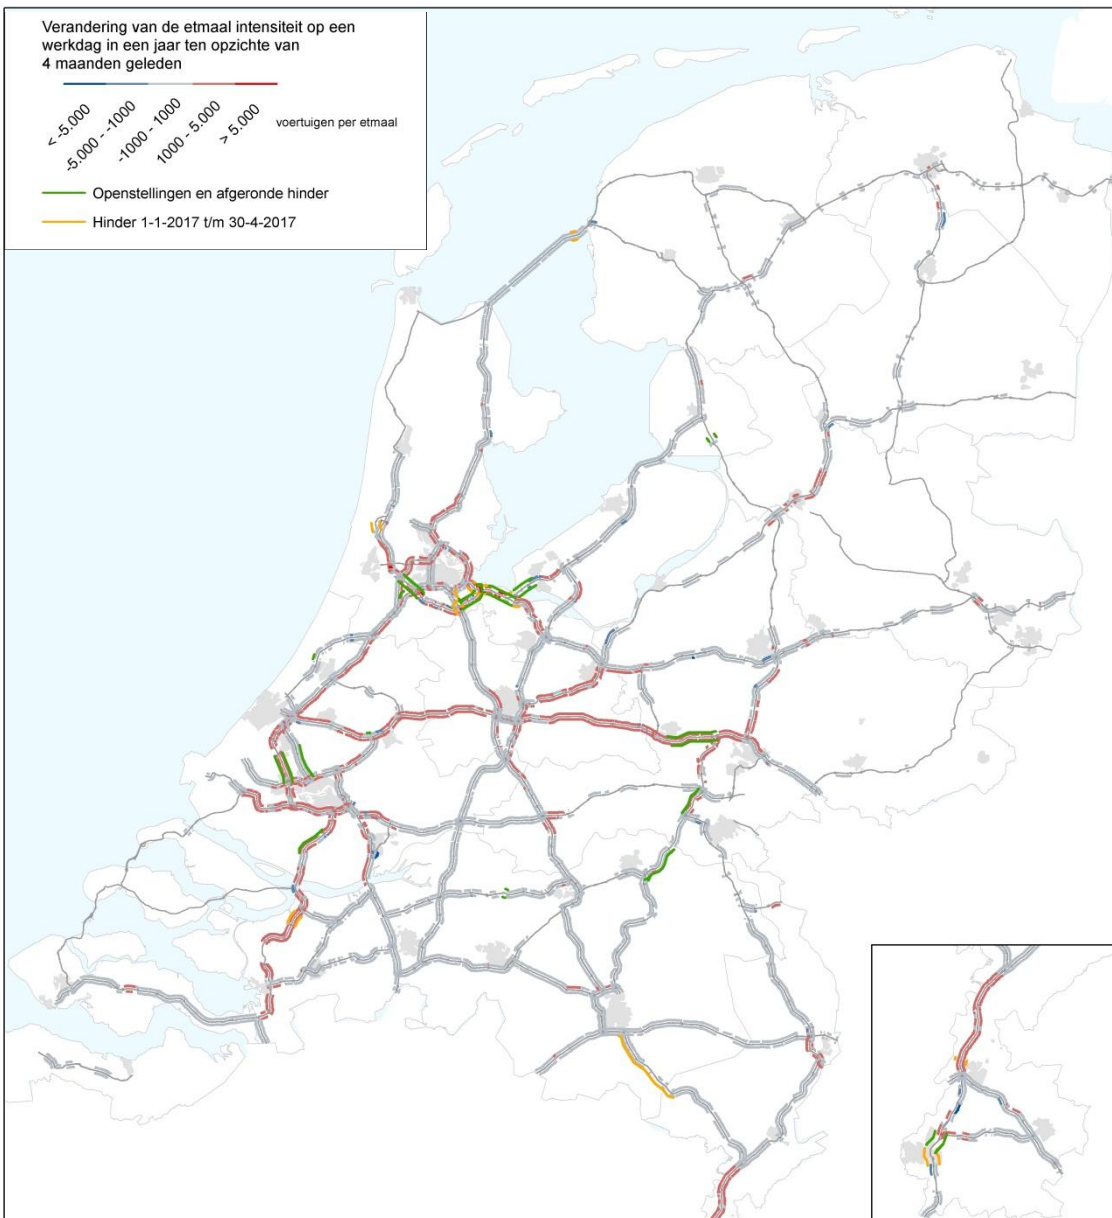 Verandering van de etmaal intensiteit op een
werkdag in een jaar ten opzichte van
4 maanden geleden
< -5.000
-5.000 - -1000
-1000 - 1000
1000 - 5.000
> 5.000
voertuigen per etmaal
Openstellingen en afgeronde hinder
Hinder 1-1-2017 t/m 30-4-2017